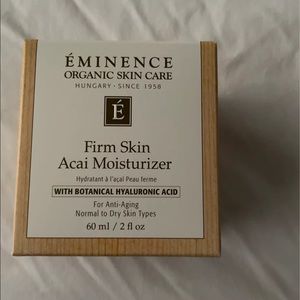 ÉMINENCE
ORGANIC SKIN CARE
HUNGARY · SINCE 1958
É
Firm Skin
Acai Moisturizer
Hydratant à l'açai Peau ferme
WITH BOTANICAL HYALURONIC ACID
For Anti-Aging
Normal to Dry Skin Types
60 ml / 2 fl oz